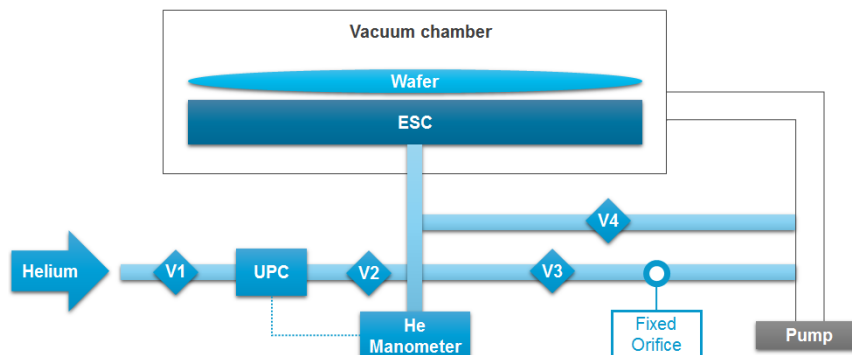 Vacuum chamber
Wafer
ESC
V4
Helium
V1
UPC
V2
V3
He
Manometer
Fixed
Orifice
Pump